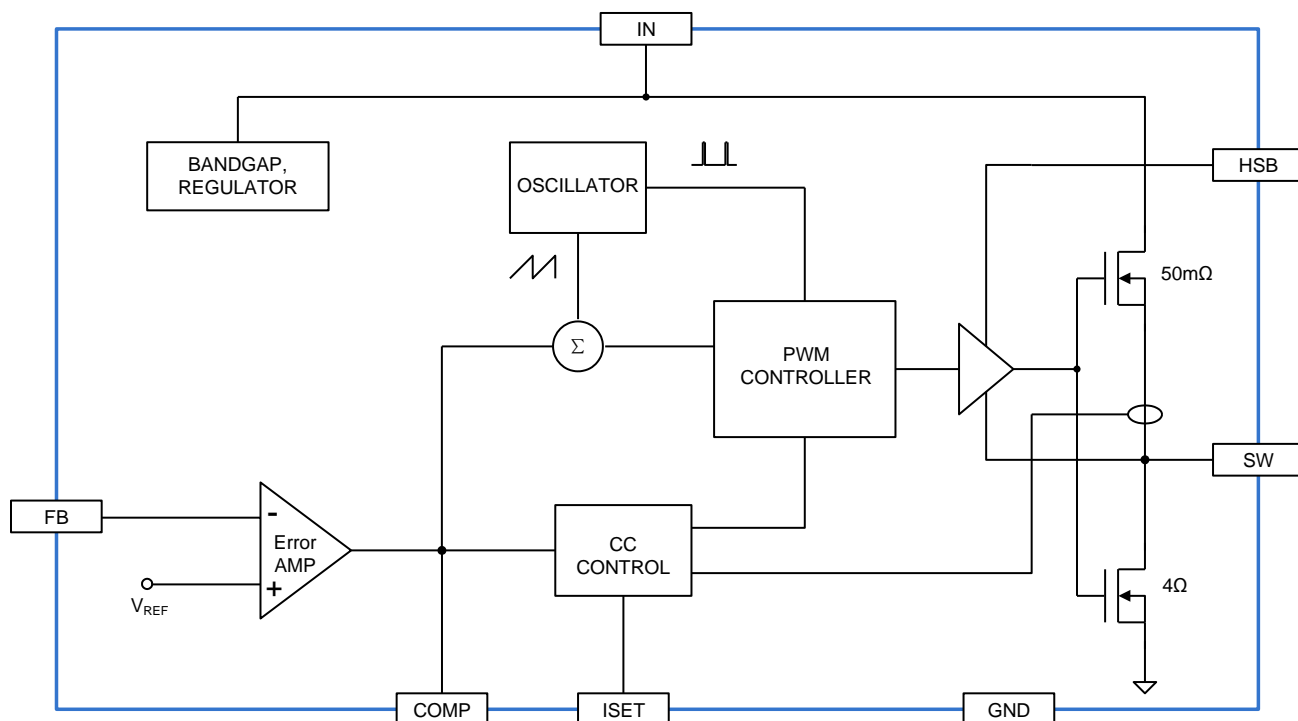 IN
BANDGAP,
REGULATOR
OSCILLATOR
HSB
50mΩ
Σ
PWM
CONTROLLER
SW
FB
-
Error
AMP
+
VREF
CC
CONTROL
4Ω
COMP
ISET
GND